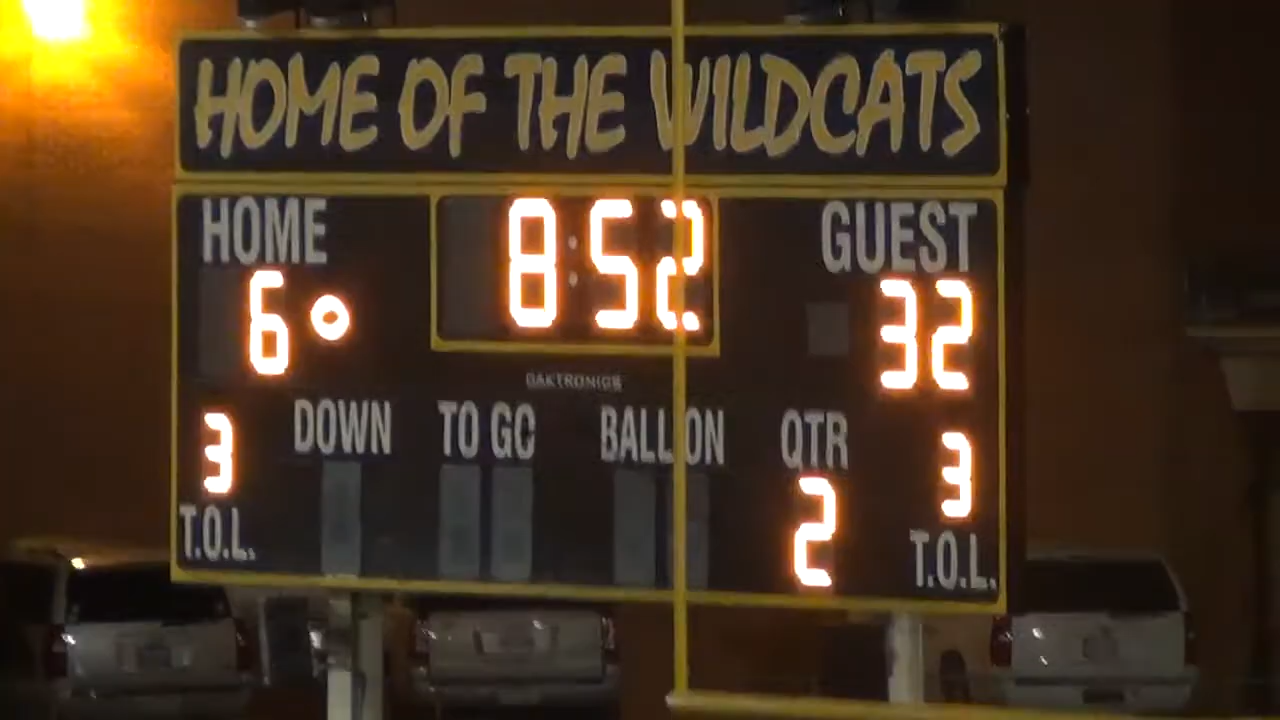 HOME OF THE WILDCATS
HOME 8:52 GUEST
6 32
DAKTRONICS
3 DOWN TO GO BALL ON QTR 3
T.O.L. 2 T.O.L.